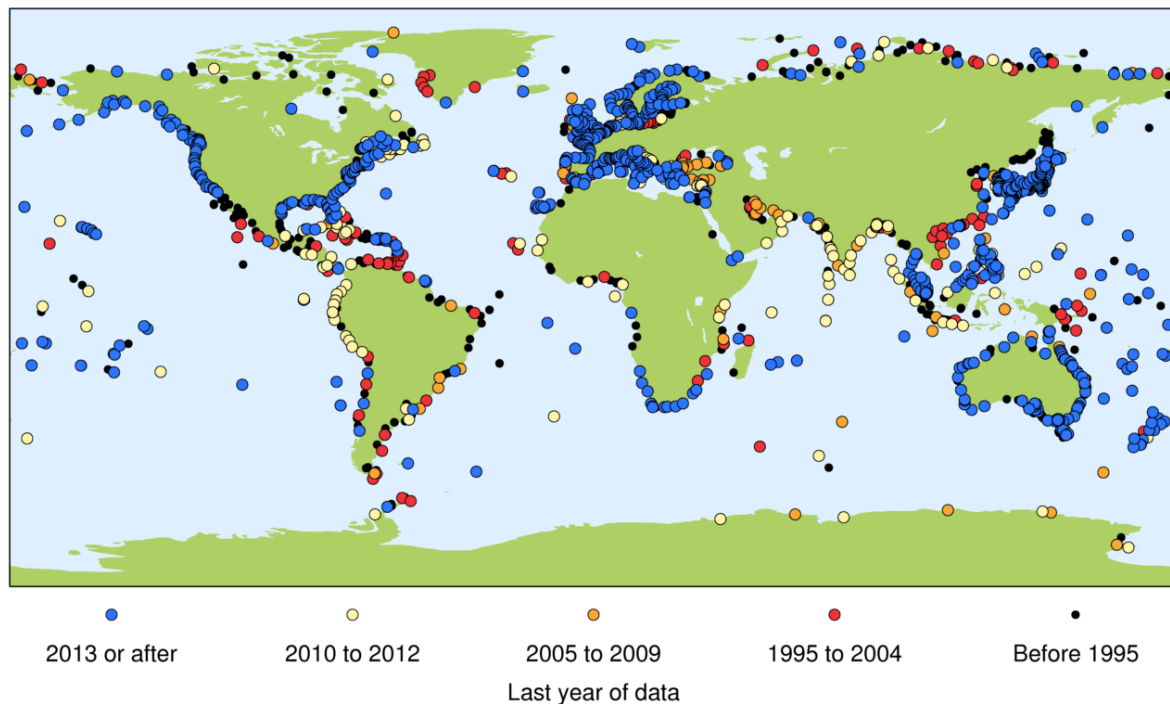 2013 or after
2010 to 2012
2005 to 2009
1995 to 2004
Before 1995
Last year of data